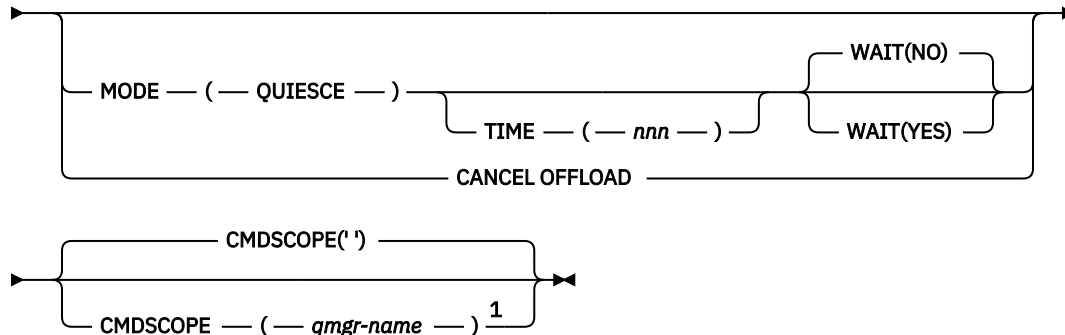 WAIT(NO)
MODE ( QUIESCE )
TIME ( nnn )
WAIT(YES)
CANCEL OFFLOAD
CMDSCOPE(' ')
CMDSCOPE ( qmgr-name ) 1